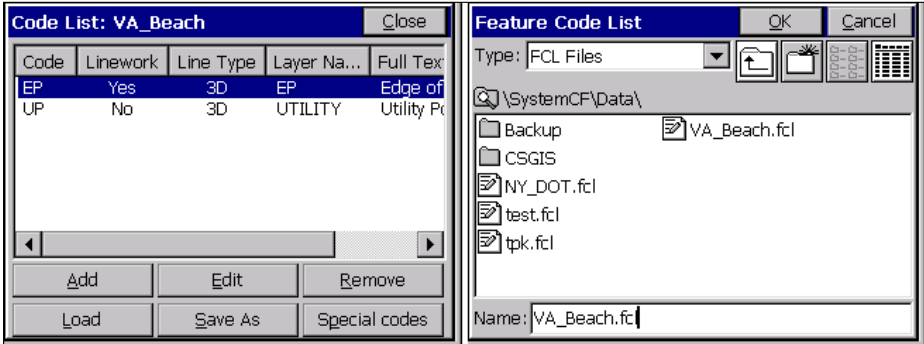 Code List: VA_Beach
Close
Code Linework Line Type Layer Na... Full Tex
EP Yes 3D EP Edge of
UP No 3D UTILITY Utility Po
Add Edit Remove
Load Save As Special codes
Feature Code List
OK
Cancel
Type: FCL Files
\SystemCF\Data\
Backup
CSGIS
NY_DOT.fcl
test.fcl
tpk.fcl
VA_Beach.fcl
Name: VA_Beach.fcl